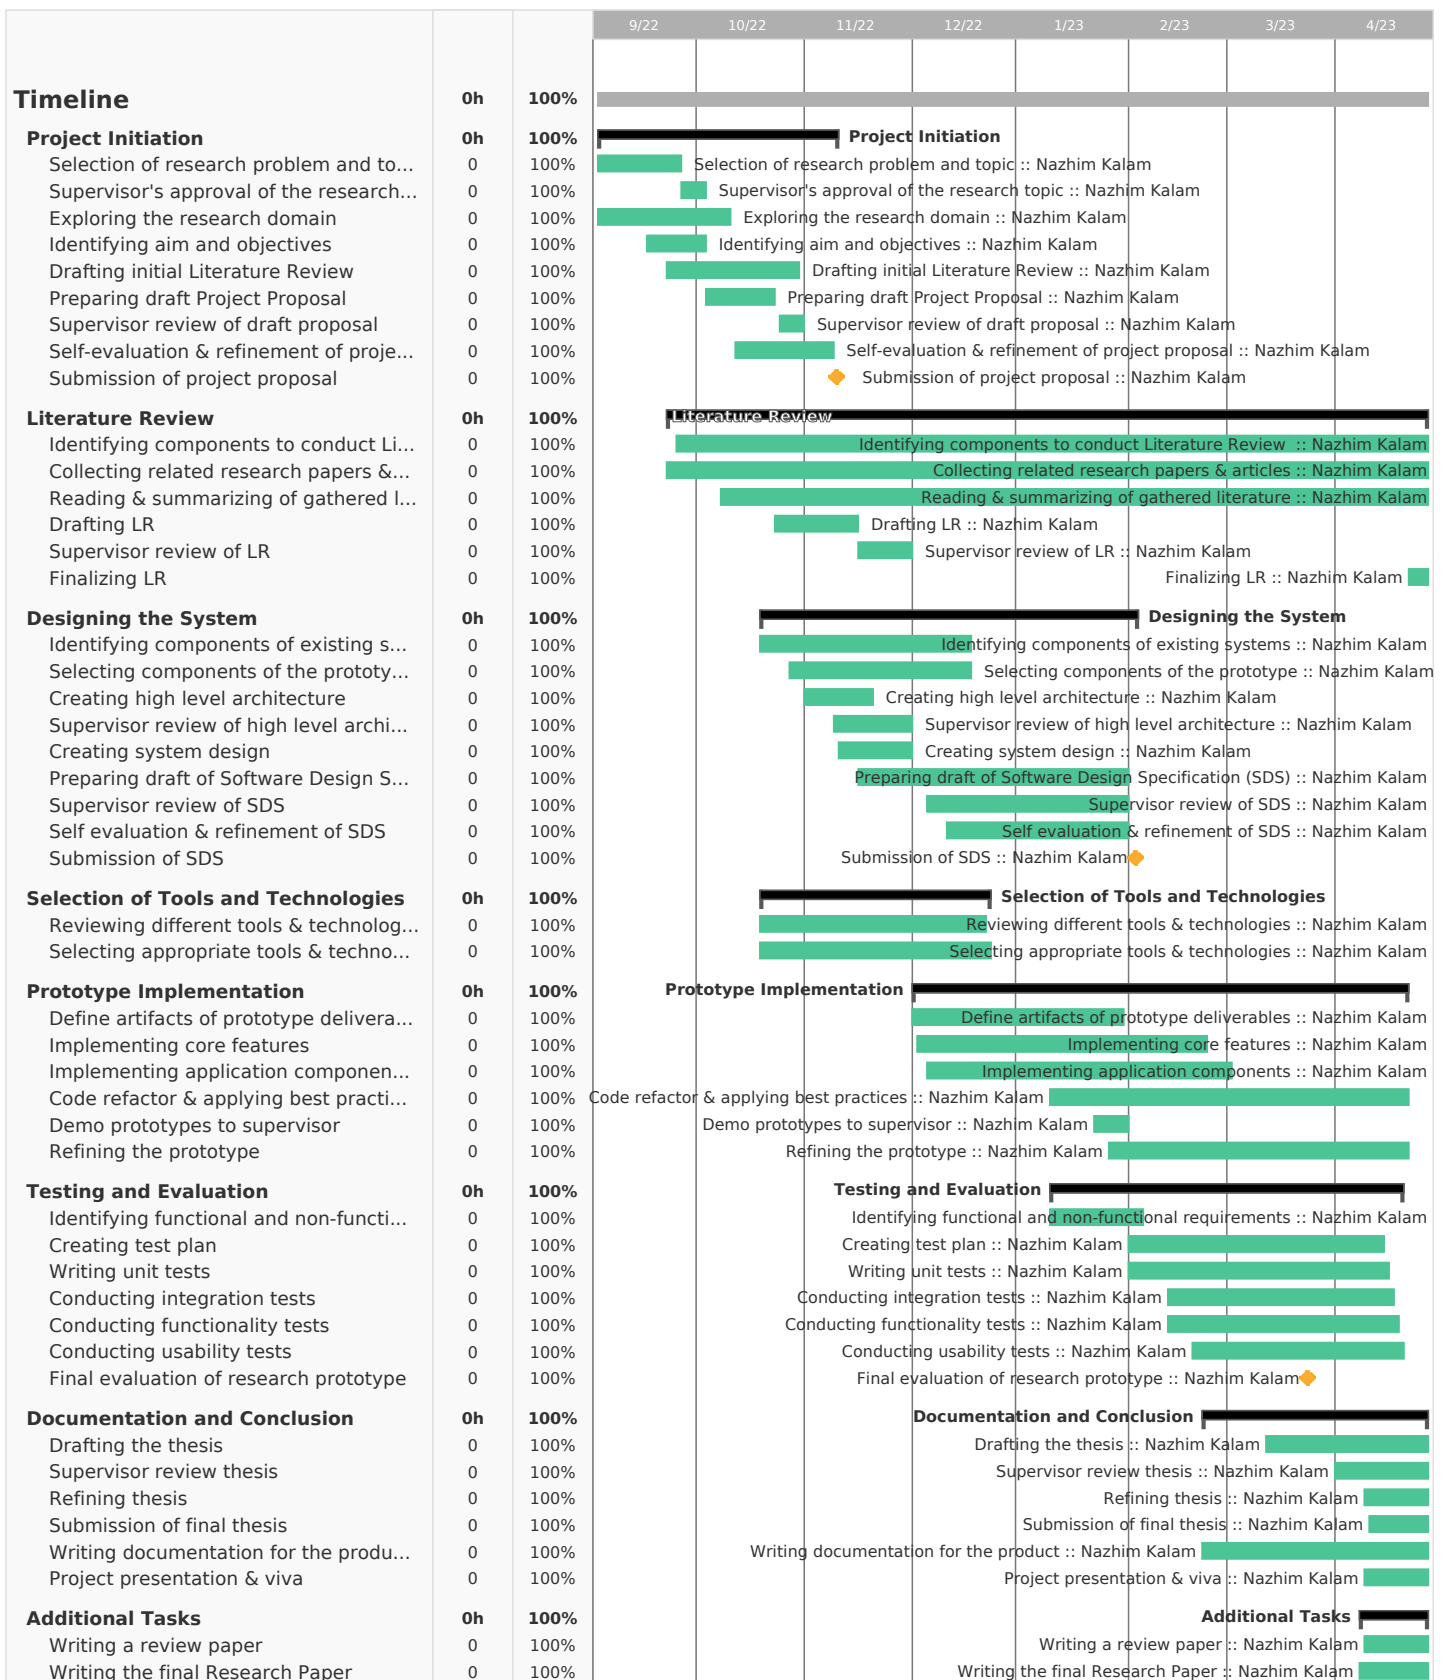 9/22 10/22 11/22 12/22 1/23 2/23 3/23 4/23
Timeline 0h 100%
Project Initiation 0h 100% Project Initiation
Selection of research problem and to... 0 100% Selection of research problem and topic :: Nazhim Kalam
Supervisor's approval of the research... 0 100% Supervisor's approval of the research topic :: Nazhim Kalam
Exploring the research domain 0 100% Exploring the research domain :: Nazhim Kalam
Identifying aim and objectives 0 100% Identifying aim and objectives :: Nazhim Kalam
Drafting initial Literature Review 0 100% Drafting initial Literature Review :: Nazhim Kalam
Preparing draft Project Proposal 0 100% Preparing draft Project Proposal :: Nazhim Kalam
Supervisor review of draft proposal 0 100% Supervisor review of draft proposal :: Nazhim Kalam
Self-evaluation & refinement of proje... 0 100% Self-evaluation & refinement of project proposal :: Nazhim Kalam
Submission of project proposal 0 100% Submission of project proposal :: Nazhim Kalam
Literature Review 0h 100% Literature Review
Identifying components to conduct Li... 0 100% Identifying components to conduct Literature Review :: Nazhim Kalam
Collecting related research papers &... 0 100% Collecting related research papers & articles :: Nazhim Kalam
Reading & summarizing of gathered l... 0 100% Reading & summarizing of gathered literature :: Nazhim Kalam
Drafting LR 0 100% Drafting LR :: Nazhim Kalam
Supervisor review of LR 0 100% Supervisor review of LR :: Nazhim Kalam
Finalizing LR 0 100% Finalizing LR :: Nazhim Kalam
Designing the System 0h 100% Designing the System
Identifying components of existing s... 0 100% Identifying components of existing systems :: Nazhim Kalam
Selecting components of the prototy... 0 100% Selecting components of the prototype :: Nazhim Kalam
Creating high level architecture 0 100% Creating high level architecture :: Nazhim Kalam
Supervisor review of high level archi... 0 100% Supervisor review of high level architecture :: Nazhim Kalam
Creating system design 0 100% Creating system design :: Nazhim Kalam
Preparing draft of Software Design S... 0 100% Preparing draft of Software Design Specification (SDS) :: Nazhim Kalam
Supervisor review of SDS 0 100% Supervisor review of SDS :: Nazhim Kalam
Self evaluation & refinement of SDS 0 100% Self evaluation & refinement of SDS :: Nazhim Kalam
Submission of SDS 0 100% Submission of SDS :: Nazhim Kalam
Selection of Tools and Technologies 0h 100% Selection of Tools and Technologies
Reviewing different tools & technolog... 0 100% Reviewing different tools & technologies :: Nazhim Kalam
Selecting appropriate tools & techno... 0 100% Selecting appropriate tools & technologies :: Nazhim Kalam
Prototype Implementation 0h 100% Prototype Implementation
Define artifacts of prototype delivera... 0 100% Define artifacts of prototype deliverables :: Nazhim Kalam
Implementing core features 0 100% Implementing core features :: Nazhim Kalam
Implementing application componen... 0 100% Implementing application components :: Nazhim Kalam
Code refactor & applying best practi... 0 100% Code refactor & applying best practices :: Nazhim Kalam
Demo prototypes to supervisor 0 100% Demo prototypes to supervisor :: Nazhim Kalam
Refining the prototype 0 100% Refining the prototype :: Nazhim Kalam
Testing and Evaluation 0h 100% Testing and Evaluation
Identifying functional and non-functi... 0 100% Identifying functional and non-functional requirements :: Nazhim Kalam
Creating test plan 0 100% Creating test plan :: Nazhim Kalam
Writing unit tests 0 100% Writing unit tests :: Nazhim Kalam
Conducting integration tests 0 100% Conducting integration tests :: Nazhim Kalam
Conducting functionality tests 0 100% Conducting functionality tests :: Nazhim Kalam
Conducting usability tests 0 100% Conducting usability tests :: Nazhim Kalam
Final evaluation of research prototype 0 100% Final evaluation of research prototype :: Nazhim Kalam
Documentation and Conclusion 0h 100% Documentation and Conclusion
Drafting the thesis 0 100% Drafting the thesis :: Nazhim Kalam
Supervisor review thesis 0 100% Supervisor review thesis :: Nazhim Kalam
Refining thesis 0 100% Refining thesis :: Nazhim Kalam
Submission of final thesis 0 100% Submission of final thesis :: Nazhim Kalam
Writing documentation for the produ... 0 100% Writing documentation for the product :: Nazhim Kalam
Project presentation & viva 0 100% Project presentation & viva :: Nazhim Kalam
Additional Tasks 0h 100% Additional Tasks
Writing a review paper 0 100% Writing a review paper :: Nazhim Kalam
Writing the final Research Paper 0 100% Writing the final Research Paper :: Nazhim Kalam